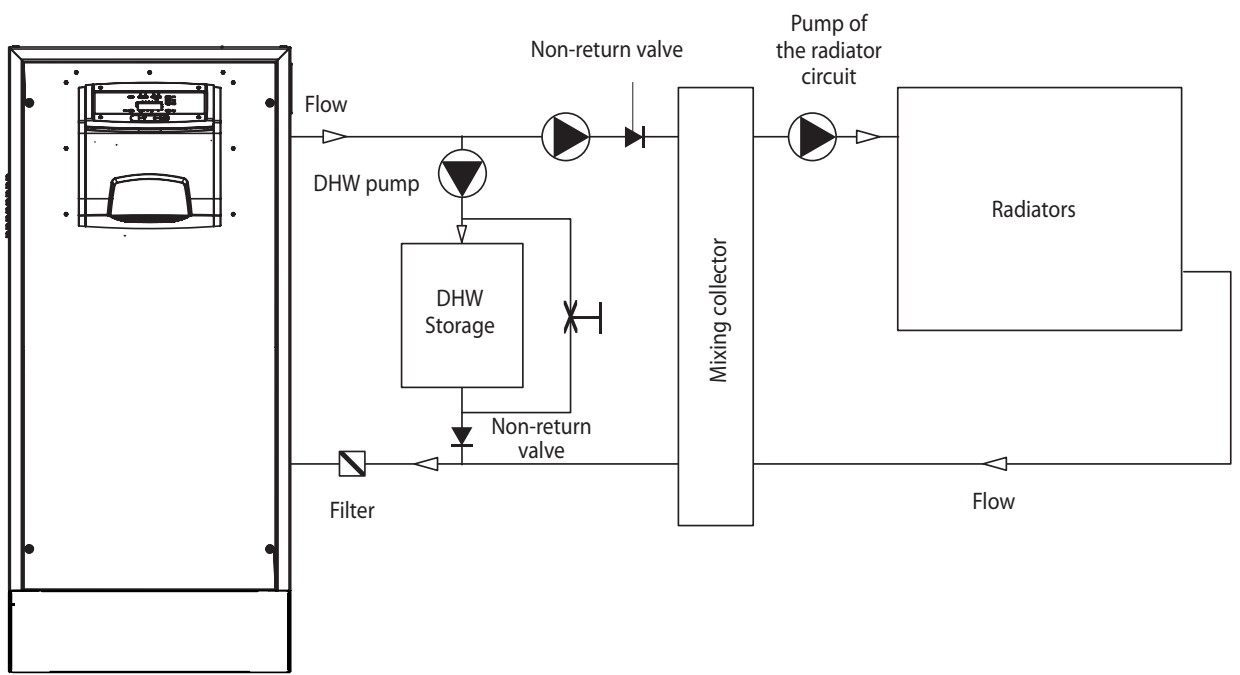 Pump of
the radiator
circuit
Non-return valve
Flow
DHW pump
Radiators
DHW
Storage
Mixing collector
Non-return
valve
Filter
Flow